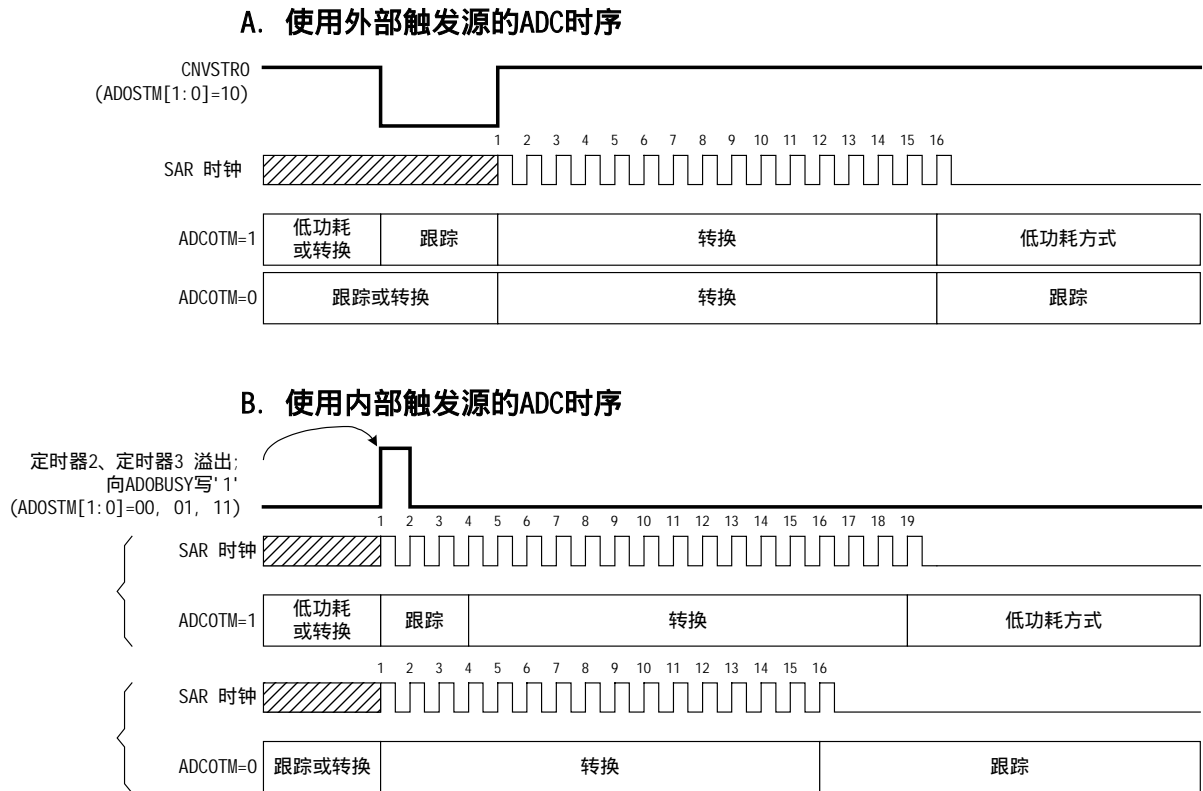 A. 使用外部触发源的ADC时序
CNVSTR0
(AD0STM[1:0]=10)
1 2 3 4 5 6 7 8 9 10 11 12 13 14 15 16
SAR 时钟
ADC0TM=1
低功耗
或转换
跟踪
转换
低功耗方式
ADC0TM=0
跟踪或转换
转换
跟踪
B. 使用内部触发源的ADC时序
定时器2、定时器3 溢出;
向AD0BUSY写'1'
(AD0STM[1:0]=00, 01, 11)
1 2 3 4 5 6 7 8 9 10 11 12 13 14 15 16 17 18 19
SAR 时钟
ADC0TM=1
低功耗
或转换
跟踪
转换
低功耗方式
1 2 3 4 5 6 7 8 9 10 11 12 13 14 15 16
SAR 时钟
ADC0TM=0
跟踪或转换
转换
跟踪